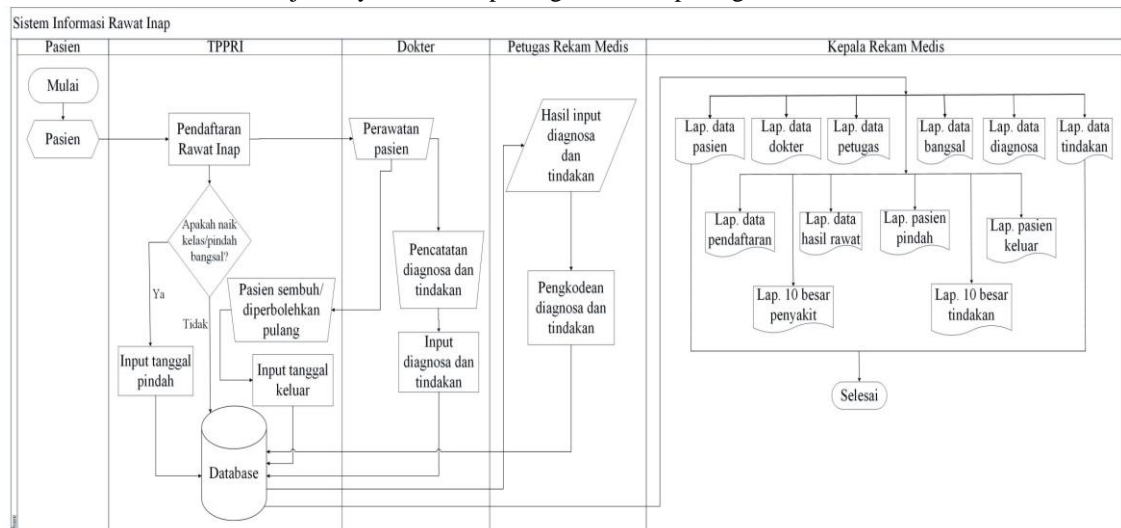 Sistem Informasi Rawat Inap
Pasien
TPPRI
Dokter
Petugas Rekam Medis
Kepala Rekam Medis
Mulai
Pasien
Pendaftaran
Rawat Inap
Apakah naik
kelas/pindah
bangsal?
Ya
Tidak
Input tanggal
pindah
Pasien sembuh/
diperbolehkan
pulang
Input tanggal
keluar
Database
Perawatan
pasien
Pencatatan
diagnosa dan
tindakan
Input
diagnosa dan
tindakan
Hasil input
diagnosa
dan
tindakan
Pengkodean
diagnosa dan
tindakan
Lap. data
pasien
Lap. data
dokter
Lap. data
petugas
Lap. data
bangsal
Lap. data
diagnosa
Lap. data
tindakan
Lap. data
pendaftaran
Lap. data
hasil rawat
Lap. pasien
pindah
Lap. pasien
keluar
Lap. 10 besar
penyakit
Lap. 10 besar
tindakan
Selesai